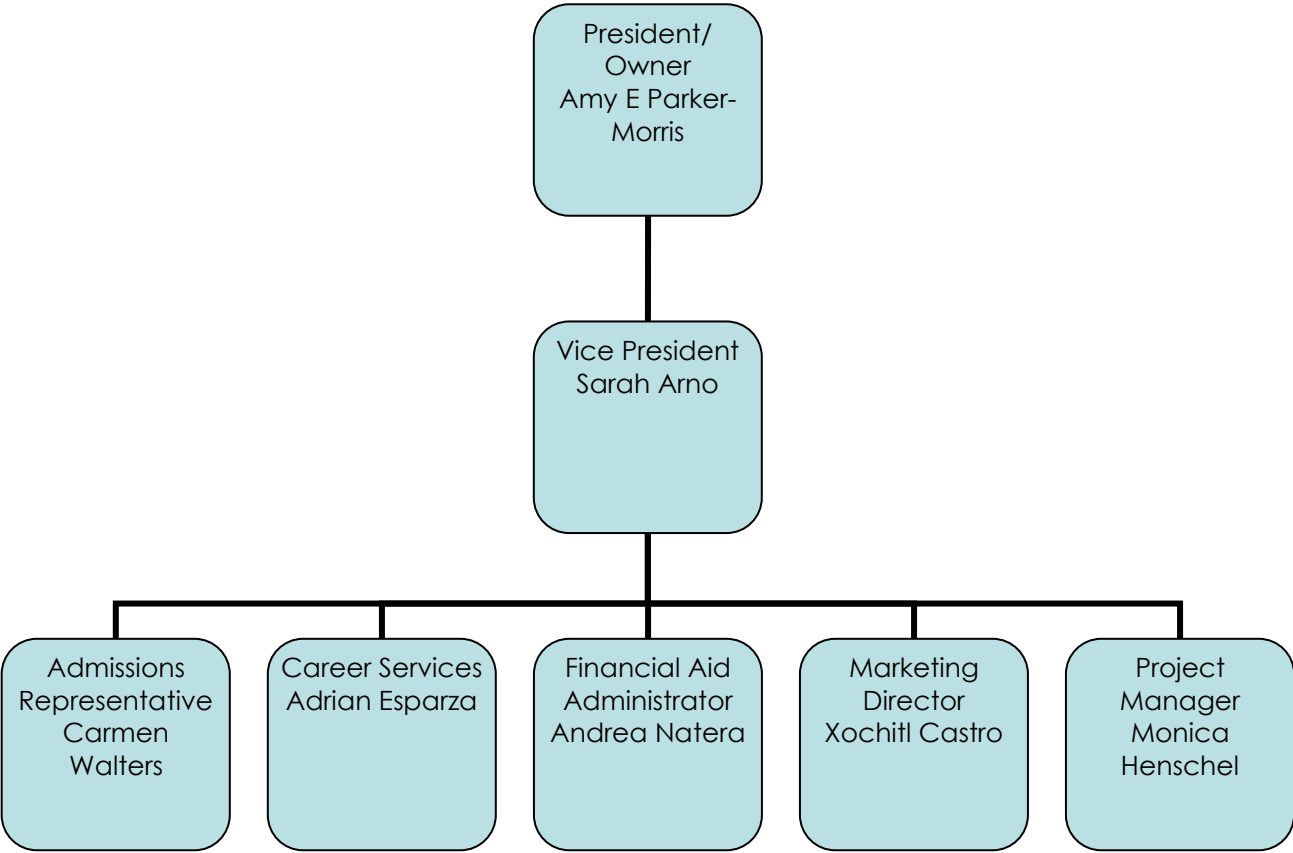 President/
Owner
Amy E Parker-
Morris
Vice President
Sarah Arno
Admissions
Representative
Carmen
Walters
Career Services
Adrian Esparza
Financial Aid
Administrator
Andrea Natera
Marketing
Director
Xochitl Castro
Project
Manager
Monica
Henschel